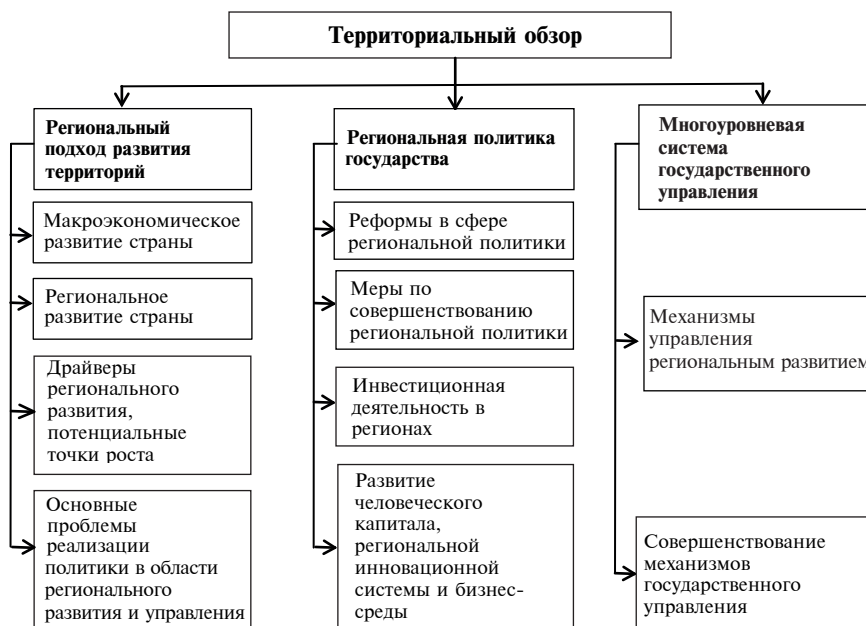 Территориальный обзор
Региональный
подход развития
территорий
Макроэкономическое
развитие страны
Региональное
развитие страны
Драйверы
регионального
развития,
потенциальные
точки роста
Основные
проблемы
реализации
политики в области
регионального
развития и управления
Региональная политика
государства
Реформы в сфере
региональной политики
Меры по
совершенствованию
региональной политики
Инвестиционная
деятельность в
регионах
Развитие
человеческого
капитала,
региональной
инновационной
системы и бизнес-
среды
Многоуровневая
система
государственного
управления
Механизмы
управления
региональным развитием
Совершенствование
механизмов
государственного
управления